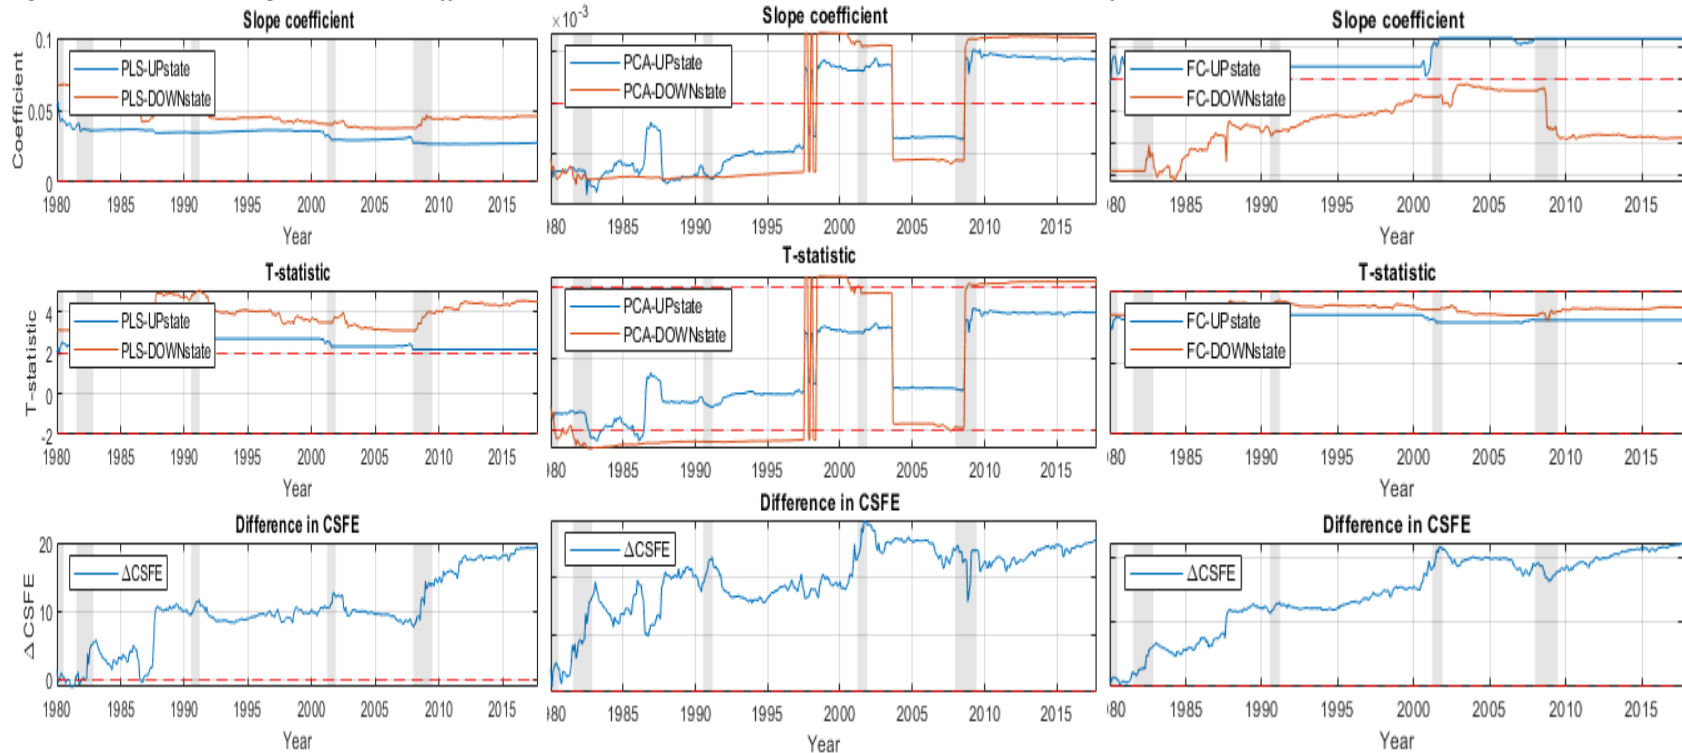 Slope coefficient
0.1
0.05
0
Coefficient
PLS-UPstate
PLS-DOWNstate
1980 1985 1990 1995 2000 2005 2010 2015
Year
×10⁻³
Slope coefficient
PCA-UPstate
PCA-DOWNstate
980 1985 1990 1995 2000 2005 2010 2015
Year
Slope coefficient
FC-UPstate
FC-DOWNstate
980 1985 1990 1995 2000 2005 2010 2015
Year
T-statistic
4
2
0
-2
T-statistic
PLS-UPstate
PLS-DOWNstate
1980 1985 1990 1995 2000 2005 2010 2015
Year
T-statistic
PCA-UPstate
PCA-DOWNstate
980 1985 1990 1995 2000 2005 2010 2015
T-statistic
FC-UPstate
FC-DOWNstate
980 1985 1990 1995 2000 2005 2010 2015
Year
Difference in CSFE
20
10
0
ΔCSFE
ΔCSFE
1980 1985 1990 1995 2000 2005 2010 2015
Year
Difference in CSFE
ΔCSFE
980 1985 1990 1995 2000 2005 2010 2015
Year
Difference in CSFE
ΔCSFE
980 1985 1990 1995 2000 2005 2010 2015
Year